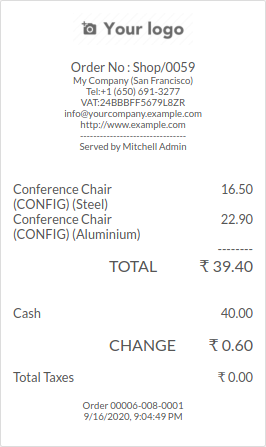 Your logo
Order No : Shop/0059
My Company (San Francisco)
Tel:+1 (650) 691-3277
VAT:24BBBFF5679L8ZR
info@yourcompany.example.com
http://www.example.com
--------------------------------
Served by Mitchell Admin
Conference Chair 16.50
(CONFIG) (Steel)
Conference Chair 22.90
(CONFIG) (Aluminium)
--------
TOTAL ₹ 39.40
Cash 40.00
CHANGE ₹ 0.60
Total Taxes ₹ 0.00
Order 00006-008-0001
9/16/2020, 9:04:49 PM